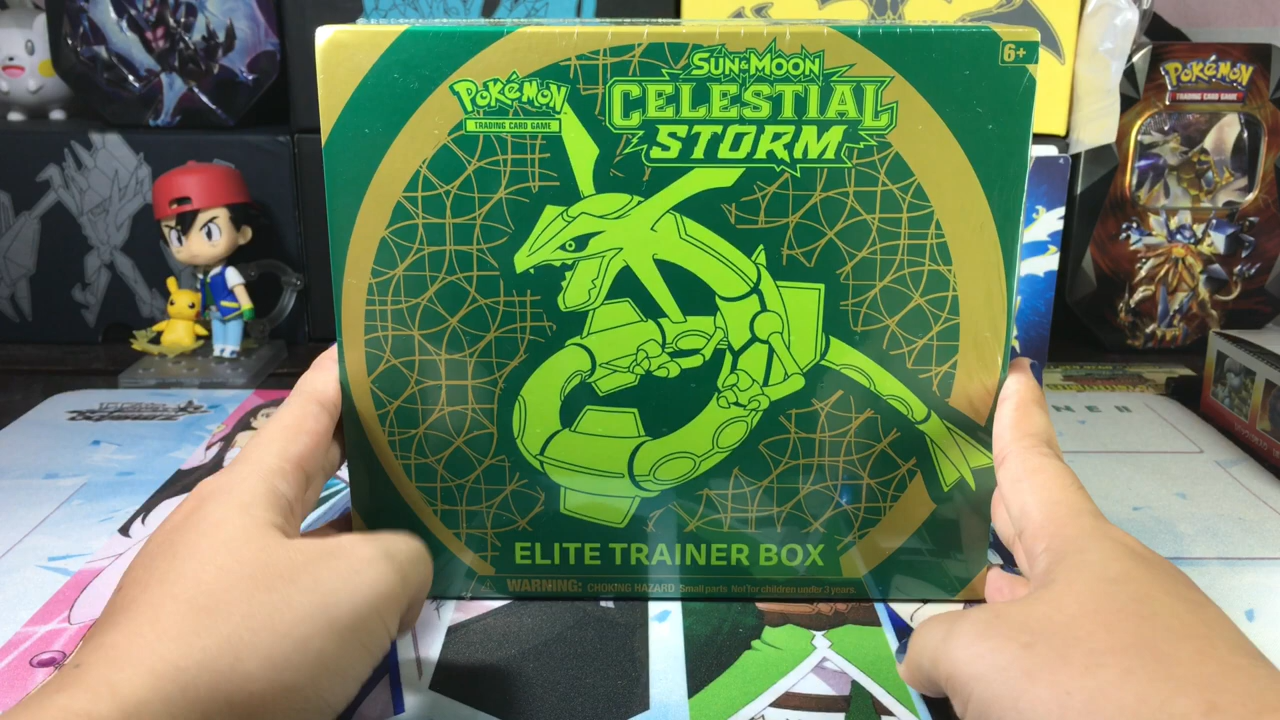 6+
SUN & MOON
Pokémon
TRADING CARD GAME
CELESTIAL
STORM
ELITE TRAINER BOX
WARNING: CHOKING HAZARD Small parts Not for children under 3 years.
Pokémon
TRADING CARD GAME